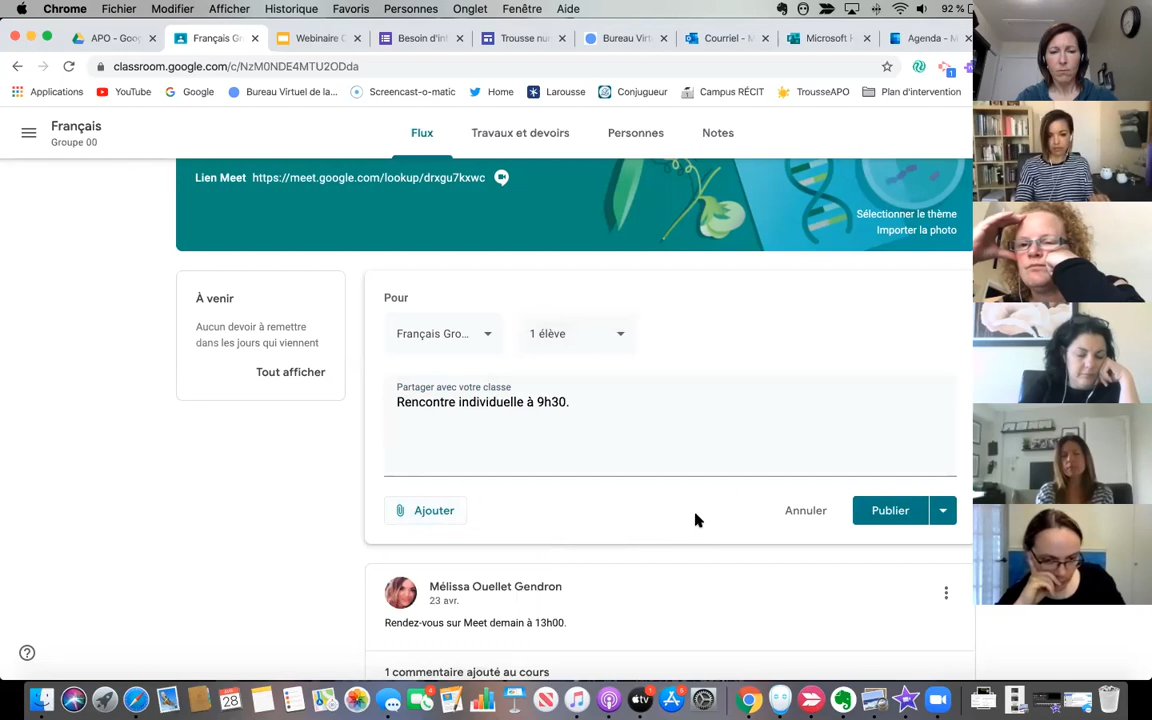 Chrome Fichier Modifier Afficher Historique Favoris Personnes Onglet Fenêtre Aide 92 %
APO - Goo
Français Gr
Webinaire
Besoin d'in
Trousse nu
Bureau Virt
Courriel - M
Microsoft F
Agenda - M
classroom.google.com/c/NzM0NDE4MTU2ODda
1
Applications YouTube Google Bureau Virtuel de la... Screencast-o-matic Home Larousse Conjugueur Campus RÉCIT TrousseAPO Plan d'intervention
Français
Groupe 00
Flux Travaux et devoirs Personnes Notes
Lien Meet https://meet.google.com/lookup/drxgu7kxwc
Sélectionner le thème
Importer la photo
À venir
Aucun devoir à remettre
dans les jours qui viennent
Tout afficher
Pour
Français Gro... 1 élève
Partager avec votre classe
Rencontre individuelle à 9h30.
Ajouter Annuler Publier
Mélissa Ouellet Gendron
23 avr.
Rendez-vous sur Meet demain à 13h00.
1 commentaire ajouté au cours
28